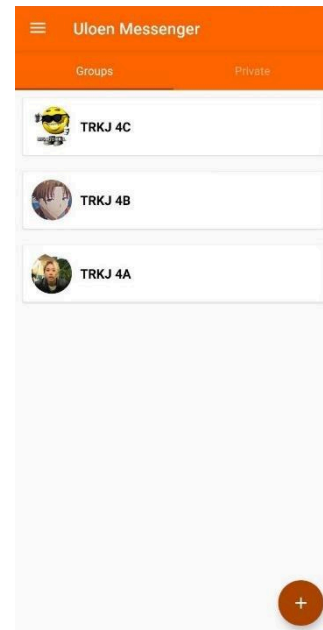 Uloen Messenger
Groups
Private
TRKJ 4C
TRKJ 4B
TRKJ 4A
+